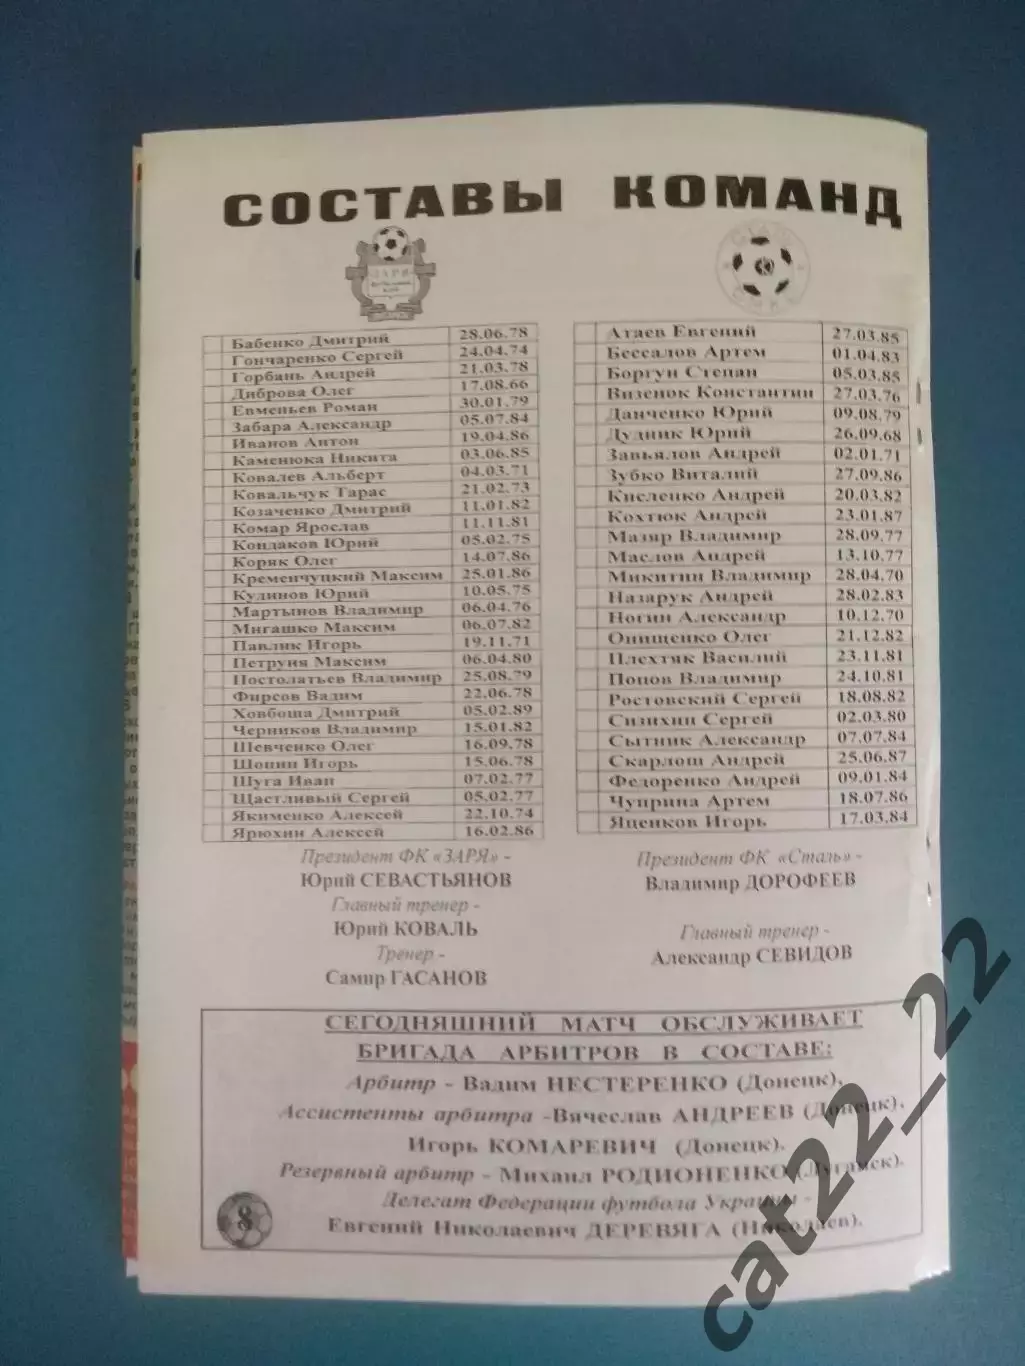 СОСТАВЫ КОМАНД
ЗАРЯ
Бабенко Дмитрий 28.06.78
Гончаренко Сергей 24.04.74
Горбань Андрей 21.03.78
Диброва Олег 17.08.66
Евменьев Роман 30.01.79
Забара Александр 05.07.84
Иванов Антон 19.04.86
Каменюка Никита 03.06.85
Ковалев Альберт 04.03.71
Ковальчук Тарас 21.02.73
Козаченко Дмитрий 11.01.82
Комар Ярослав 11.11.81
Кондаков Юрий 05.02.75
Коряк Олег 14.07.86
Кременчуцкий Максим 25.01.86
Кулинов Юрий 10.05.75
Мартынов Владимир 06.04.76
Мигашко Максим 06.07.82
Павлик Игорь 19.11.71
Петруня Максим 06.04.80
Постолатьев Владимир 25.08.79
Фирсов Вадим 22.06.78
Ховбоша Дмитрий 05.02.89
Черников Владимир 15.01.82
Шевченко Олег 16.09.78
Шопин Игорь 15.06.78
Шуга Иван 07.02.77
Щастливый Сергей 05.02.77
Якименко Алексей 22.10.74
Ярюхин Алексей 16.02.86
Президент ФК «ЗАРЯ» -
Юрий СЕВАСТЬЯНОВ
Главный тренер -
Юрий КОВАЛЬ
Тренер -
Самир ГАСАНОВ
Атаев Евгений 27.03.85
Бессалов Артем 01.04.83
Боргун Степан 05.03.85
Визенок Константин 27.03.76
Данченко Юрий 09.08.79
Дудник Юрий 26.09.68
Завьялов Андрей 02.01.71
Зубко Виталий 27.09.86
Кисленко Андрей 20.03.82
Кохтюк Андрей 23.01.87
Мазяр Владимир 28.09.77
Маслов Андрей 13.10.77
Микитин Владимир 28.04.70
Назарук Андрей 28.02.83
Ногин Александр 10.12.70
Онищенко Олег 21.12.82
Плехтяк Василий 23.11.81
Попов Владимир 24.10.81
Ростовский Сергей 18.08.82
Сизихин Сергей 02.03.80
Сытник Александр 07.07.84
Скарлош Андрей 25.06.87
Федоренко Андрей 09.01.84
Чуприна Артем 18.07.86
Яценков Игорь 17.03.84
Президент ФК «Сталь» -
Владимир ДОРОФЕЕВ
Главный тренер -
Александр СЕВИДОВ
СЕГОДНЯШНИЙ МАТЧ ОБСЛУЖИВАЕТ
БРИГАДА АРБИТРОВ В СОСТАВЕ:
Арбитр - Вадим НЕСТЕРЕНКО (Донецк),
Ассистенты арбитра -Вячеслав АНДРЕЕВ (Донецк),
Игорь КОМАРЕВИЧ (Донецк).
Резервный арбитр - Михаил РОДИОНЕНКО (Луганск).
Делегат Федерации футбола Украины -
Евгений Николаевич ДЕРЕВЯГА (Николаев).
8
cat22_22